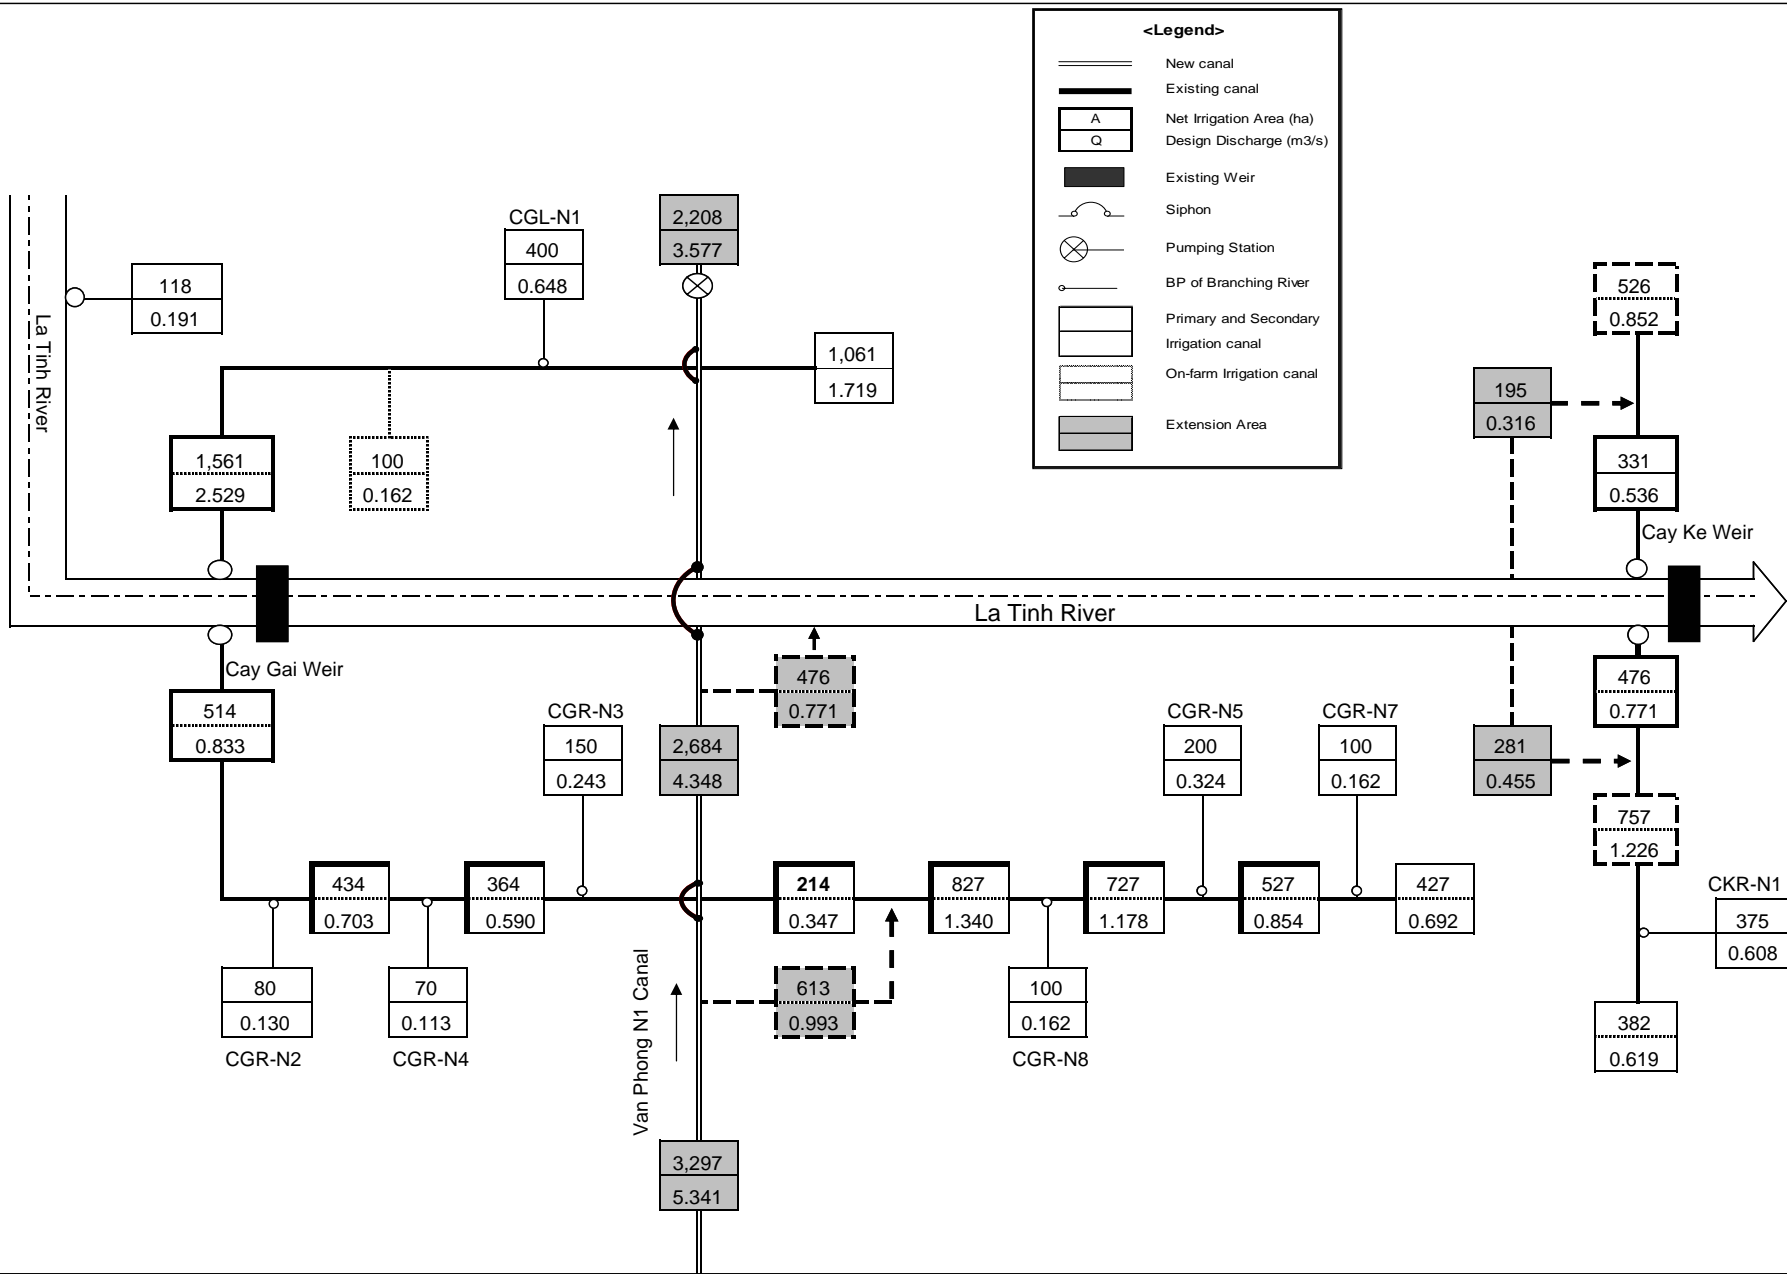 <Legend>
New canal
Existing canal
A
Net Irrigation Area (ha)
Q
Design Discharge (m3/s)
Existing Weir
Siphon
Pumping Station
BP of Branching River
Primary and Secondary
Irrigation canal
On-farm Irrigation canal
Extension Area
La Tinh River
118
0.191
CGL-N1
400
0.648
2,208
3.577
1,061
1.719
1,561
2.529
100
0.162
526
0.852
195
0.316
331
0.536
Cay Ke Weir
La Tinh River
Cay Gai Weir
514
0.833
476
0.771
476
0.771
CGR-N3
150
0.243
2,684
4.348
CGR-N5
200
0.324
CGR-N7
100
0.162
281
0.455
757
1.226
434
0.703
364
0.590
214
0.347
827
1.340
727
1.178
527
0.854
427
0.692
CKR-N1
375
0.608
80
0.130
CGR-N2
70
0.113
CGR-N4
Van Phong N1 Canal
613
0.993
100
0.162
CGR-N8
382
0.619
3,297
5.341